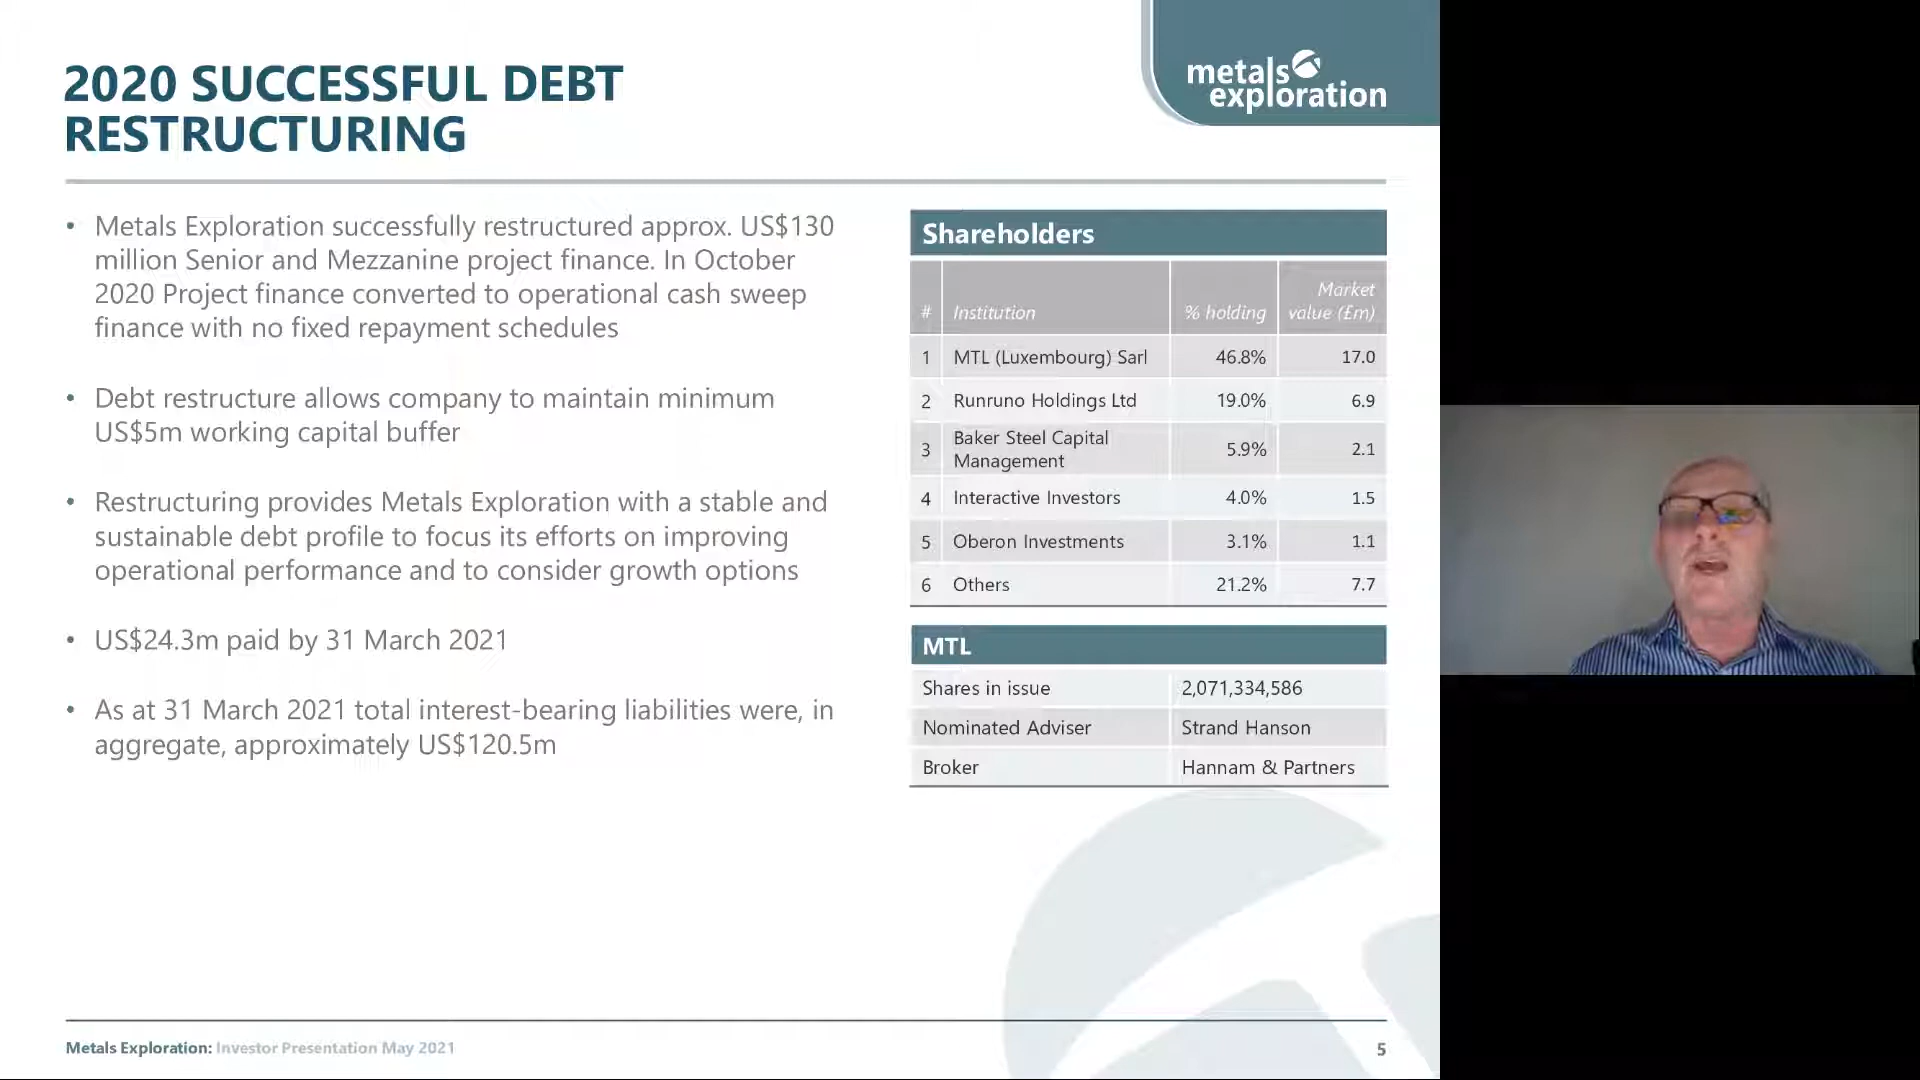 2020 SUCCESSFUL DEBT
RESTRUCTURING
metals
exploration
• Metals Exploration successfully restructured approx. US$130
million Senior and Mezzanine project finance. In October
2020 Project finance converted to operational cash sweep
finance with no fixed repayment schedules
• Debt restructure allows company to maintain minimum
US$5m working capital buffer
• Restructuring provides Metals Exploration with a stable and
sustainable debt profile to focus its efforts on improving
operational performance and to consider growth options
• US$24.3m paid by 31 March 2021
• As at 31 March 2021 total interest-bearing liabilities were, in
aggregate, approximately US$120.5m
Shareholders
# Institution % holding Market value (£m)
1 MTL (Luxembourg) Sarl 46.8% 17.0
2 Runruno Holdings Ltd 19.0% 6.9
3 Baker Steel Capital Management 5.9% 2.1
4 Interactive Investors 4.0% 1.5
5 Oberon Investments 3.1% 1.1
6 Others 21.2% 7.7
MTL
Shares in issue 2,071,334,586
Nominated Adviser Strand Hanson
Broker Hannam & Partners
Metals Exploration: Investor Presentation May 2021
5